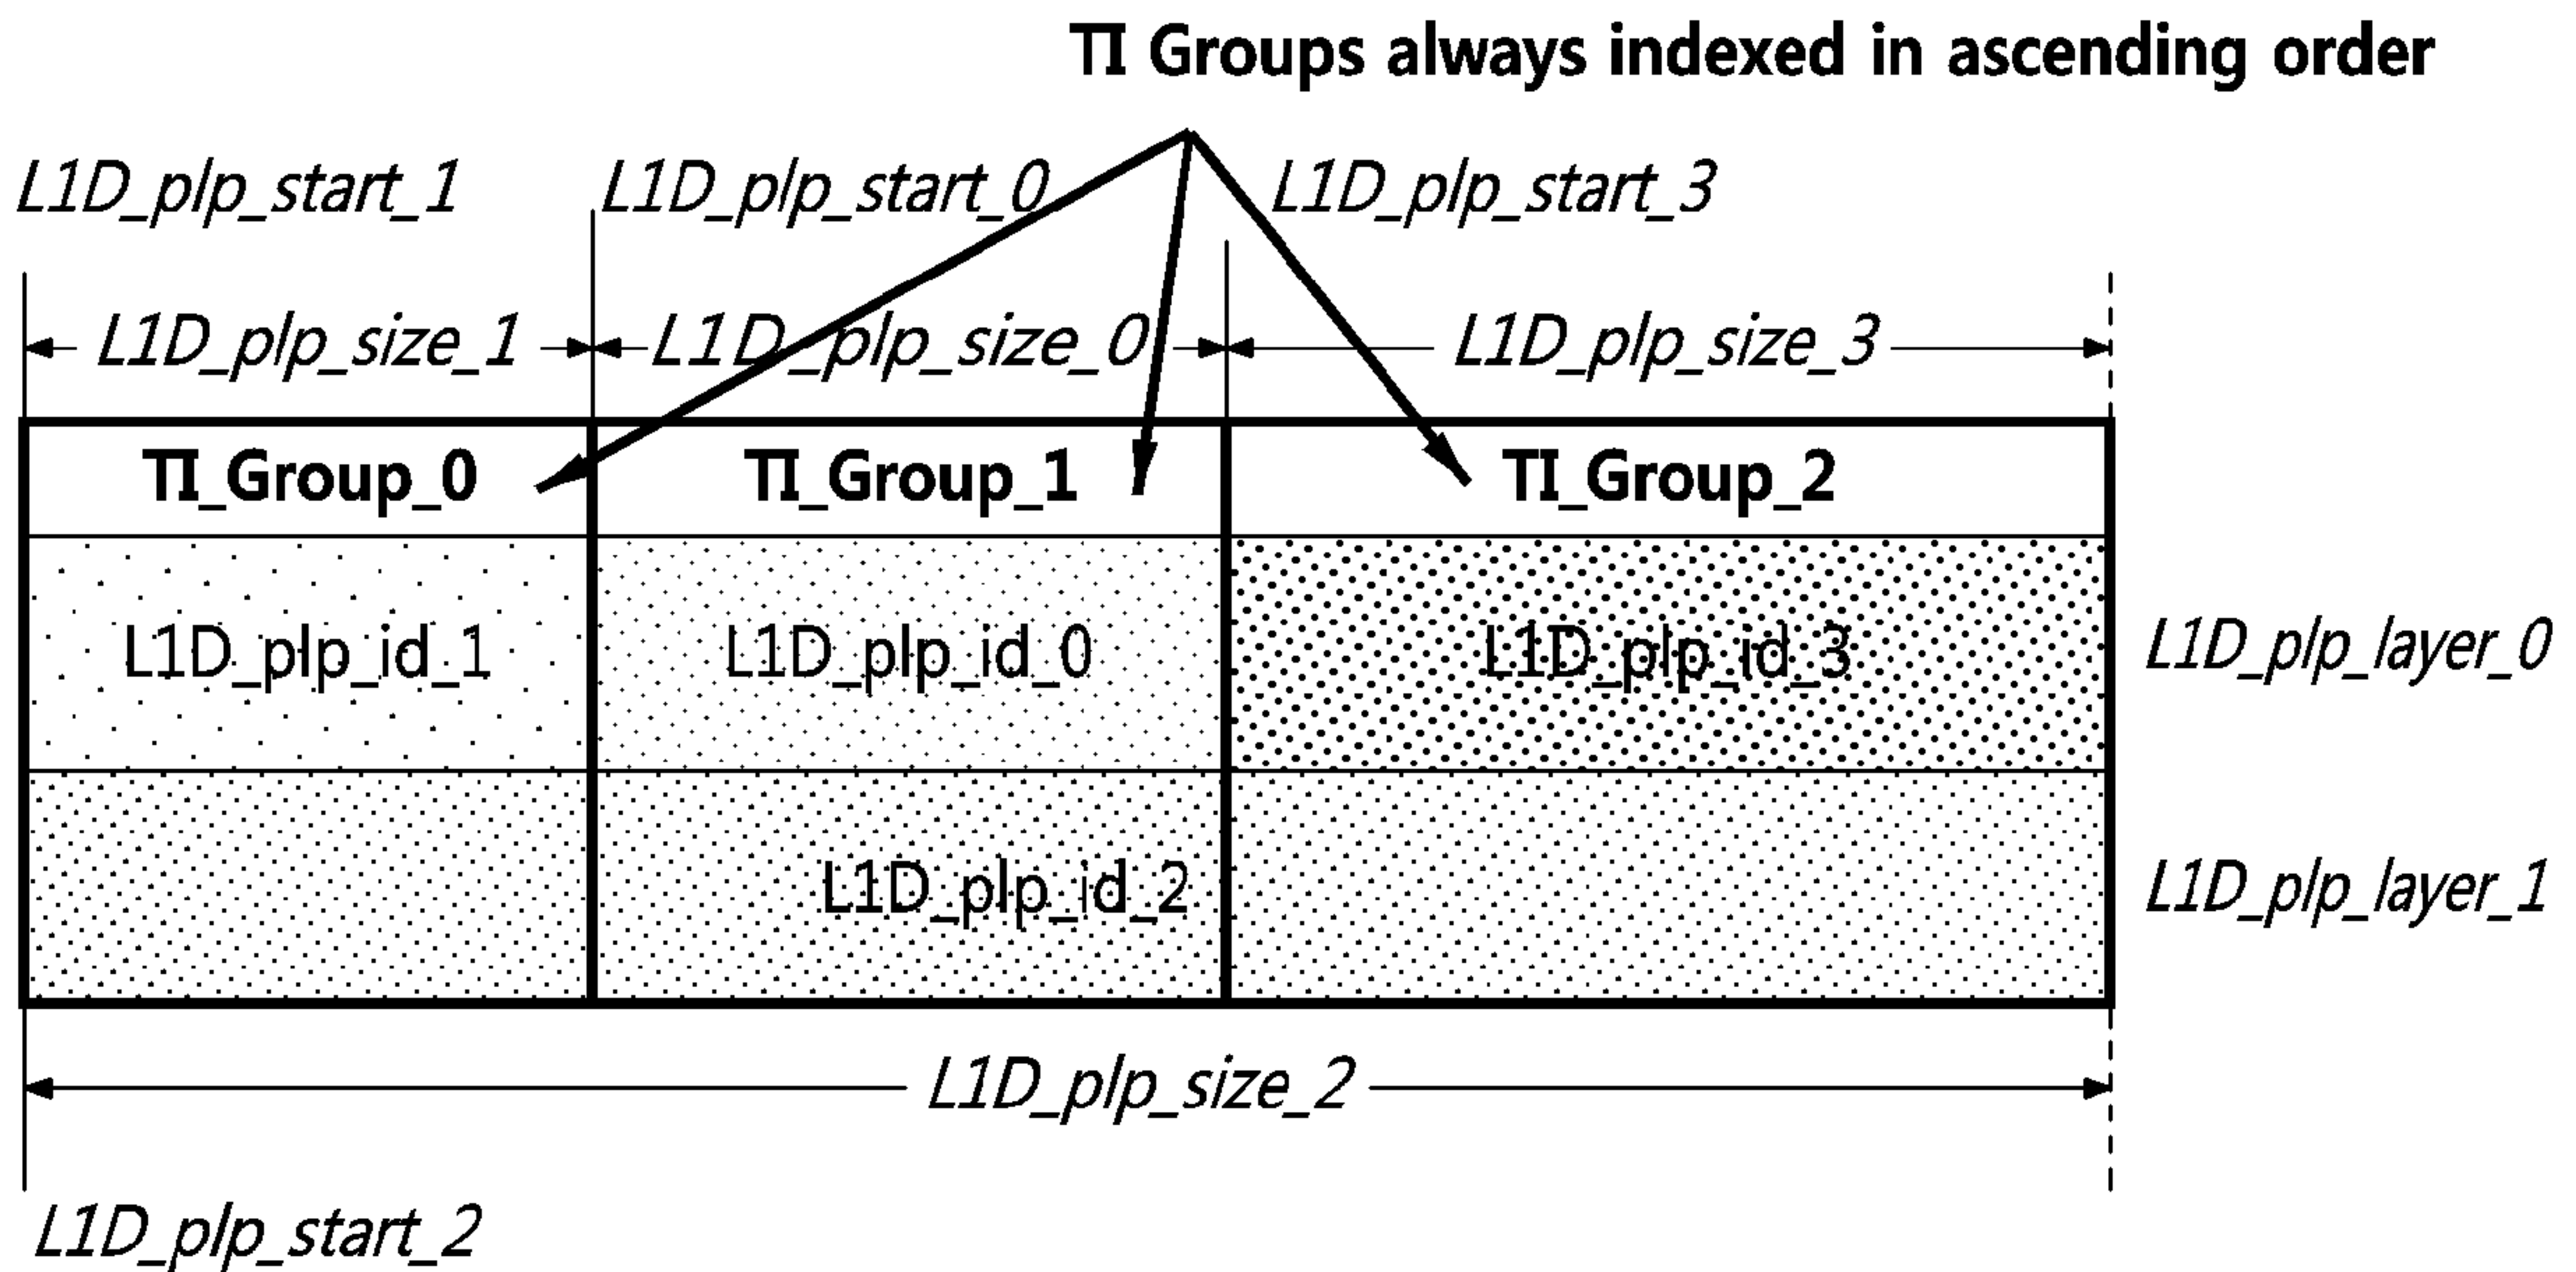 TI Groups always indexed in ascending order
L1D_plp_start_1 L1D_plp_start_0 L1D_plp_start_3
L1D_plp_size_1 L1D_plp_size_0 L1D_plp_size_3
TI_Group_0 TI_Group_1 TI_Group_2
L1D_plp_id_1 L1D_plp_id_0 L1D_plp_id_3 L1D_plp_layer_0
L1D_plp_id_2 L1D_plp_layer_1
L1D_plp_size_2
L1D_plp_start_2